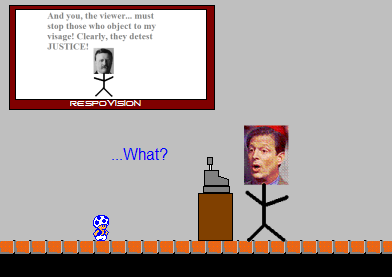 And you, the viewer... must
stop those who object to my
visage! Clearly, they detest
JUSTICE!
RESPOVISION
...What?